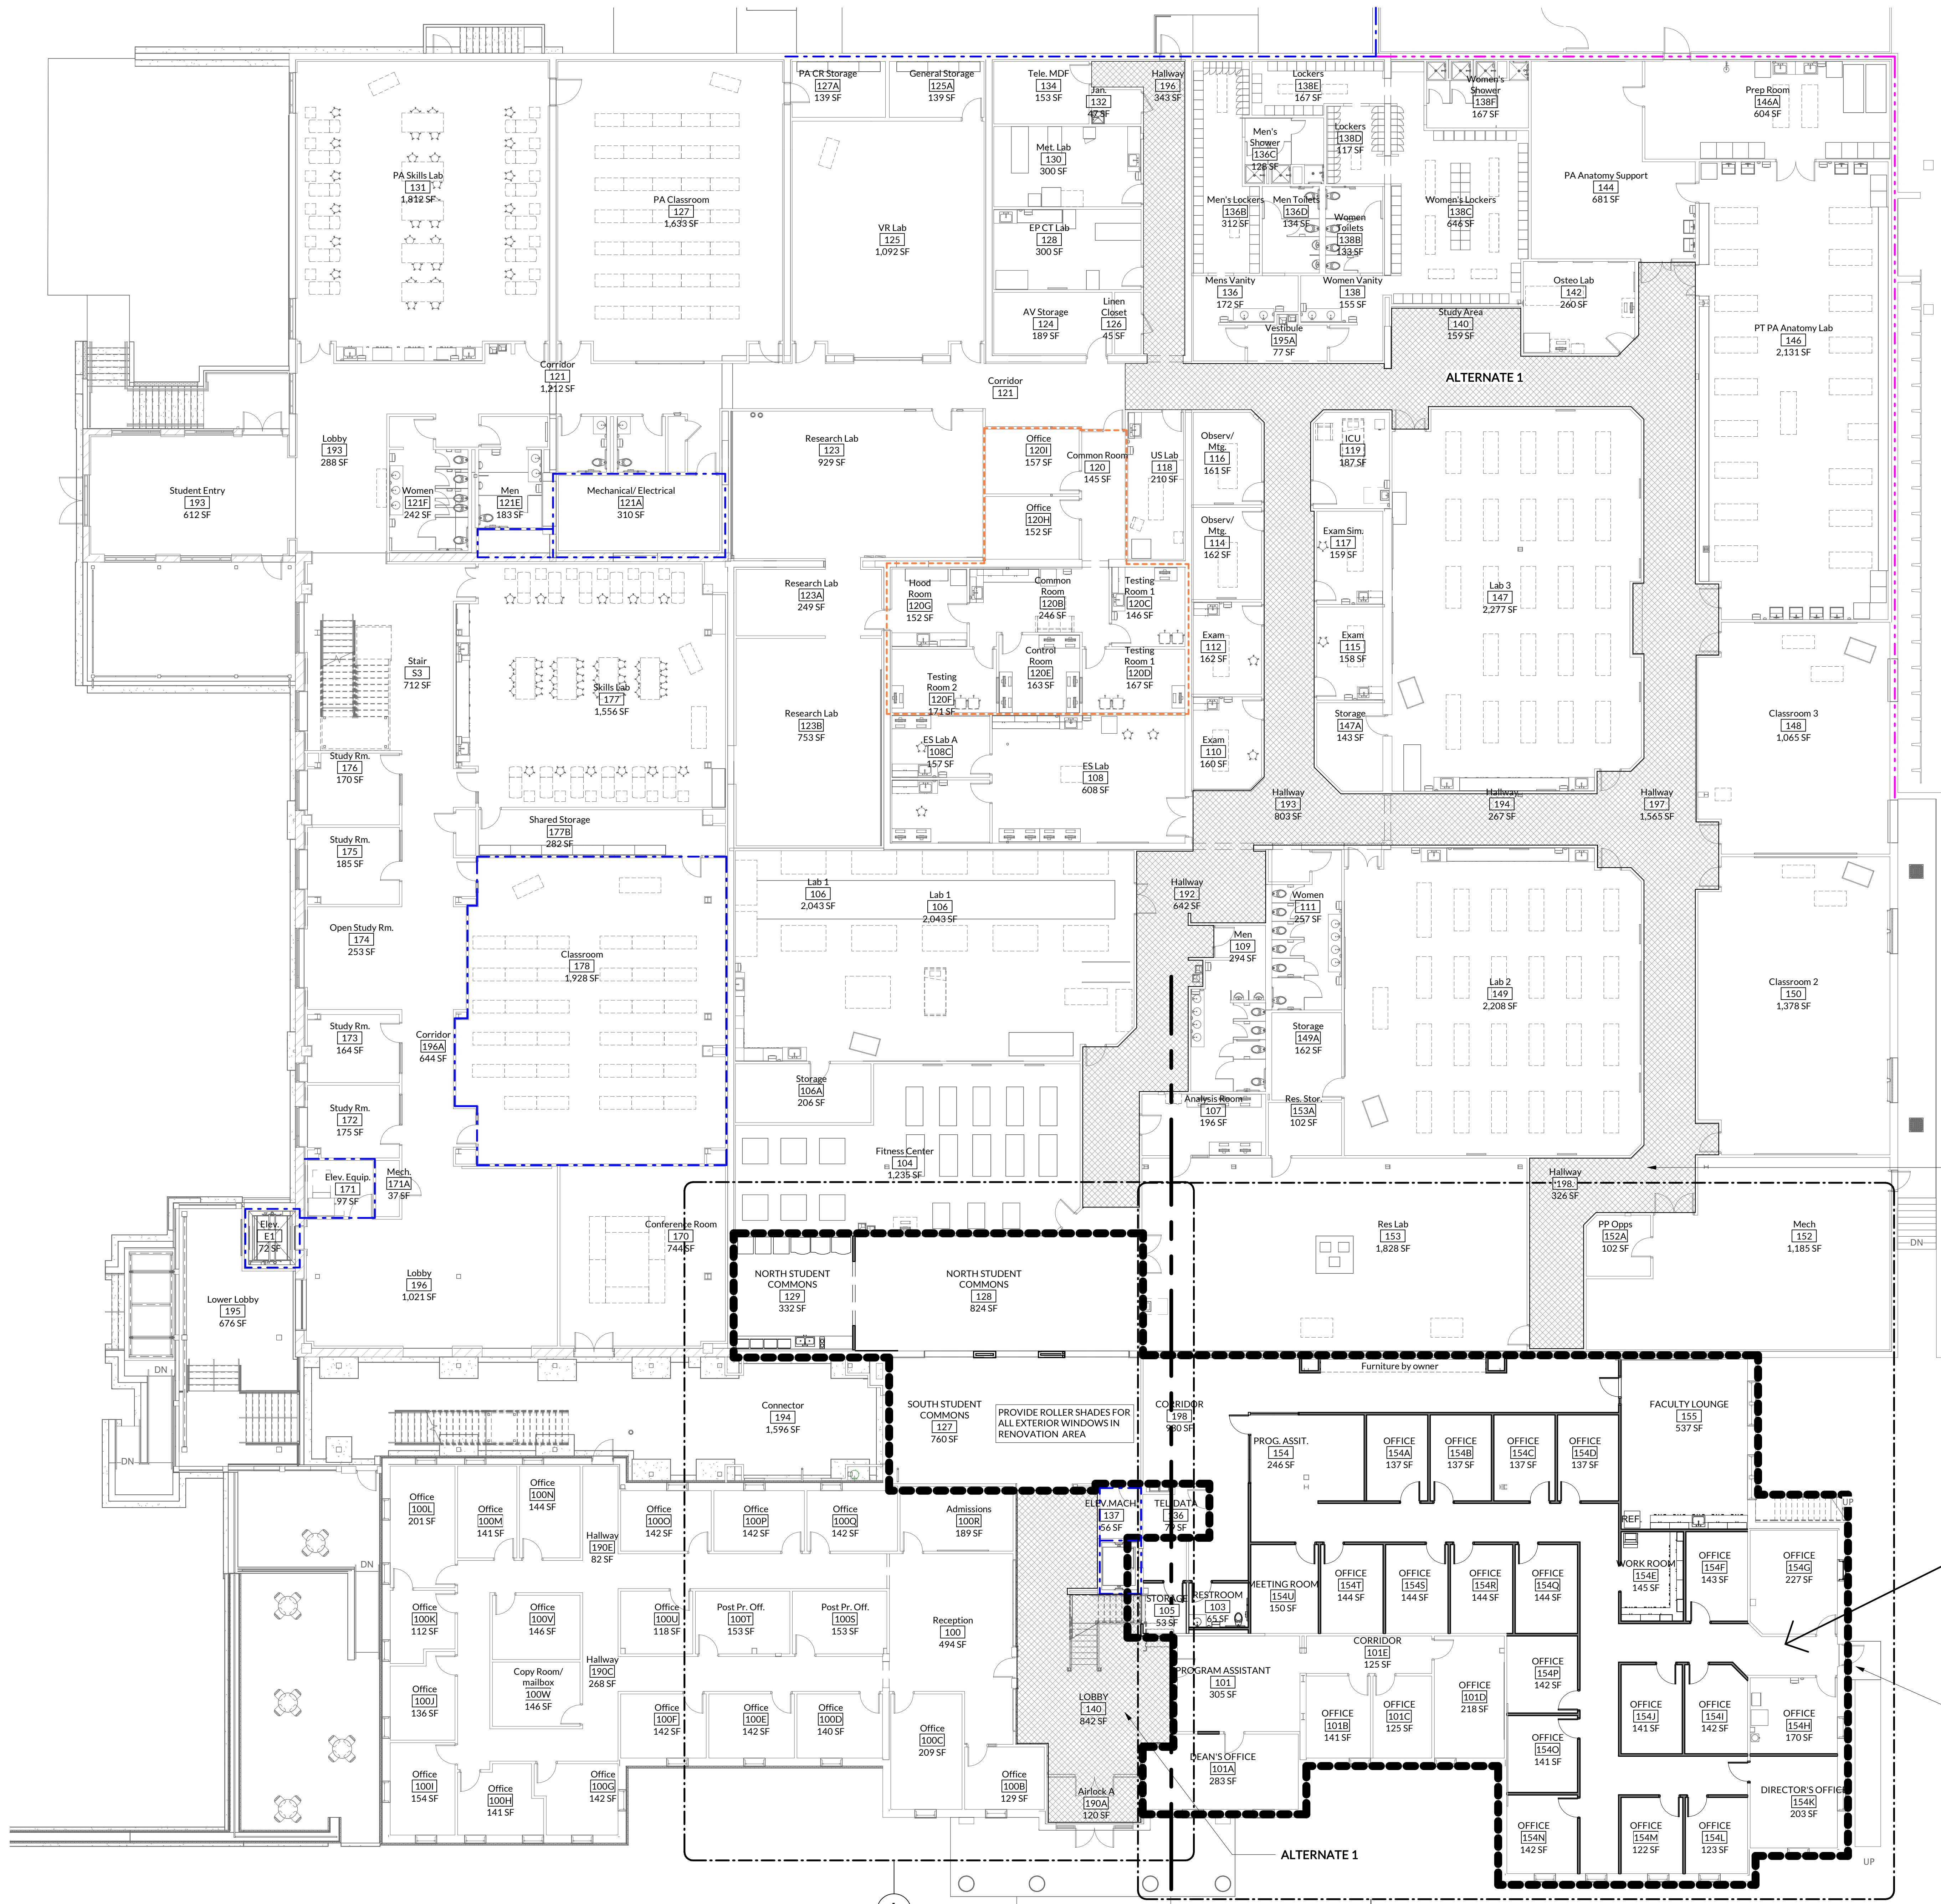 PA CR Storage
127A
139 SF
General Storage
125A
139 SF
Tele. MDF
134
153 SF
Jan.
132
47 SF
Hallway
196
343 SF
Lockers
138E
167 SF
Women's
Shower
138F
167 SF
Prep Room
146A
604 SF
Men's
Shower
136C
128 SF
Lockers
138D
117 SF
Met. Lab
130
300 SF
PA Skills Lab
131
1,812 SF
PA Classroom
127
1,633 SF
VR Lab
125
1,092 SF
EP CT Lab
128
300 SF
Men's Lockers
136B
312 SF
Men Toilets
136D
134 SF
Women
Toilets
138B
133 SF
Women's Lockers
138C
646 SF
PA Anatomy Support
144
681 SF
Mens Vanity
136
172 SF
Women Vanity
138
155 SF
Osteo Lab
142
260 SF
AV Storage
124
189 SF
Linen
Closet
126
45 SF
Vestibule
195A
77 SF
Study Area
140
159 SF
PT PA Anatomy Lab
146
2,131 SF
ALTERNATE 1
Corridor
121
1,212 SF
Corridor
121
Lobby
193
288 SF
Research Lab
123
929 SF
Office
120I
157 SF
Common Room
120
145 SF
US Lab
118
210 SF
Observ/
Mtg.
116
161 SF
ICU
119
187 SF
Student Entry
193
612 SF
Women
121F
242 SF
Men
121E
183 SF
Mechanical/ Electrical
121A
310 SF
Office
120H
152 SF
Observ/
Mtg.
114
162 SF
Exam Sim.
117
159 SF
Research Lab
123A
249 SF
Hood
Room
120G
152 SF
Common
Room
120B
246 SF
Testing
Room 1
120C
146 SF
Lab 3
147
2,277 SF
Stair
S3
712 SF
Skills Lab
177
1,556 SF
Testing
Room 2
120F
171 SF
Control
Room
120E
163 SF
Testing
Room 1
120D
167 SF
Exam
112
162 SF
Exam
115
158 SF
Research Lab
123B
753 SF
Storage
147A
143 SF
Classroom 3
148
1,065 SF
ES Lab A
108C
157 SF
ES Lab
108
608 SF
Exam
110
160 SF
Study Rm.
176
170 SF
Hallway
193
803 SF
Hallway
194
267 SF
Hallway
197
1,565 SF
Shared Storage
177B
282 SF
Study Rm.
175
185 SF
Lab 1
106
2,043 SF
Lab 1
106
2,043 SF
Hallway
192
642 SF
Women
111
257 SF
Open Study Rm.
174
253 SF
Classroom
178
1,928 SF
Men
109
294 SF
Lab 2
149
2,208 SF
Classroom 2
150
1,378 SF
Study Rm.
173
164 SF
Corridor
196A
644 SF
Storage
149A
162 SF
Storage
106A
206 SF
Study Rm.
172
175 SF
Analysis Room
107
196 SF
Res. Stor.
153A
102 SF
Fitness Center
104
1,235 SF
Elev. Equip.
171
97 SF
Mech.
171A
37 SF
Hallway
198.
326 SF
Elev.
E1
72 SF
Conference Room
170
744 SF
Res Lab
153
1,828 SF
PP Opps
152A
102 SF
Mech
152
1,185 SF
DN
Lobby
196
1,021 SF
NORTH STUDENT
COMMONS
129
332 SF
NORTH STUDENT
COMMONS
128
824 SF
Lower Lobby
195
676 SF
DN
Furniture by owner
Connector
194
1,596 SF
SOUTH STUDENT
COMMONS
127
760 SF
PROVIDE ROLLER SHADES FOR
ALL EXTERIOR WINDOWS IN
RENOVATION AREA
CORRIDOR
198
980 SF
FACULTY LOUNGE
155
537 SF
PROG. ASSIT.
154
246 SF
OFFICE
154A
137 SF
OFFICE
154B
137 SF
OFFICE
154C
137 SF
OFFICE
154D
137 SF
DN
Office
100L
201 SF
Office
100M
141 SF
Office
100N
144 SF
Hallway
190E
82 SF
Office
100O
142 SF
Office
100P
142 SF
Office
100Q
142 SF
Admissions
100R
189 SF
ELEV.MACH.
137
56 SF
TEL/DATA
136
79 SF
UP
REF.
DN
WORK ROOM
154E
145 SF
OFFICE
154F
143 SF
OFFICE
154G
227 SF
MEETING ROOM
154U
150 SF
OFFICE
154T
144 SF
OFFICE
154S
144 SF
OFFICE
154R
144 SF
OFFICE
154Q
144 SF
STORAGE
105
53 SF
RESTROOM
103
65 SF
Office
100K
112 SF
Office
100V
146 SF
Office
100U
118 SF
Post Pr. Off.
100T
153 SF
Post Pr. Off.
100S
153 SF
Reception
100
494 SF
Hallway
190C
268 SF
Copy Room/
mailbox
100W
146 SF
Office
100J
136 SF
PROGRAM ASSISTANT
101
305 SF
CORRIDOR
101E
125 SF
OFFICE
154P
142 SF
OFFICE
101D
218 SF
OFFICE
101B
141 SF
OFFICE
101C
125 SF
LOBBY
140
842 SF
OFFICE
154J
141 SF
OFFICE
154I
142 SF
OFFICE
154H
170 SF
Office
100F
142 SF
Office
100E
142 SF
Office
100D
140 SF
Office
100C
209 SF
OFFICE
154O
141 SF
DEAN'S OFFICE
101A
283 SF
Office
100I
154 SF
Office
100H
141 SF
Office
100G
142 SF
Office
100B
129 SF
Airlock A
190A
120 SF
DIRECTOR'S OFFICE
154K
203 SF
OFFICE
154N
142 SF
OFFICE
154M
122 SF
OFFICE
154L
123 SF
ALTERNATE 1
UP